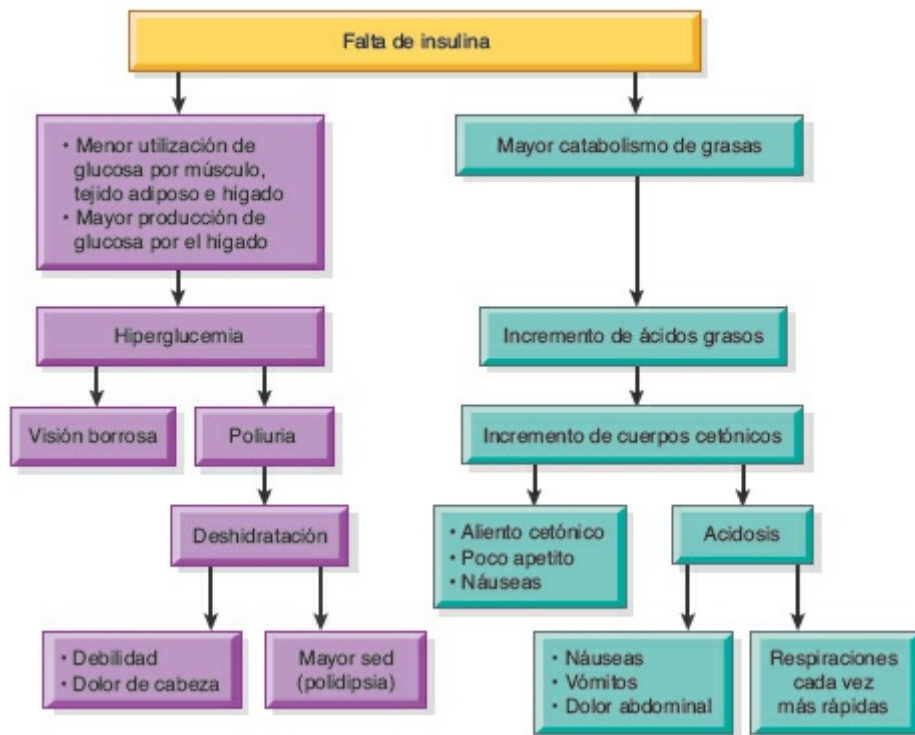 Falta de insulina
• Menor utilización de
glucosa por músculo,
tejido adiposo e hígado
• Mayor producción de
glucosa por el hígado
Mayor catabolismo de grasas
Hiperglucemia
Incremento de ácidos grasos
Visión borrosa
Poliuria
Incremento de cuerpos cetónicos
Deshidratación
• Aliento cetónico
• Poco apetito
• Náuseas
Acidosis
• Debilidad
• Dolor de cabeza
Mayor sed
(polidipsia)
• Náuseas
• Vómitos
• Dolor abdominal
Respiraciones
cada vez
más rápidas